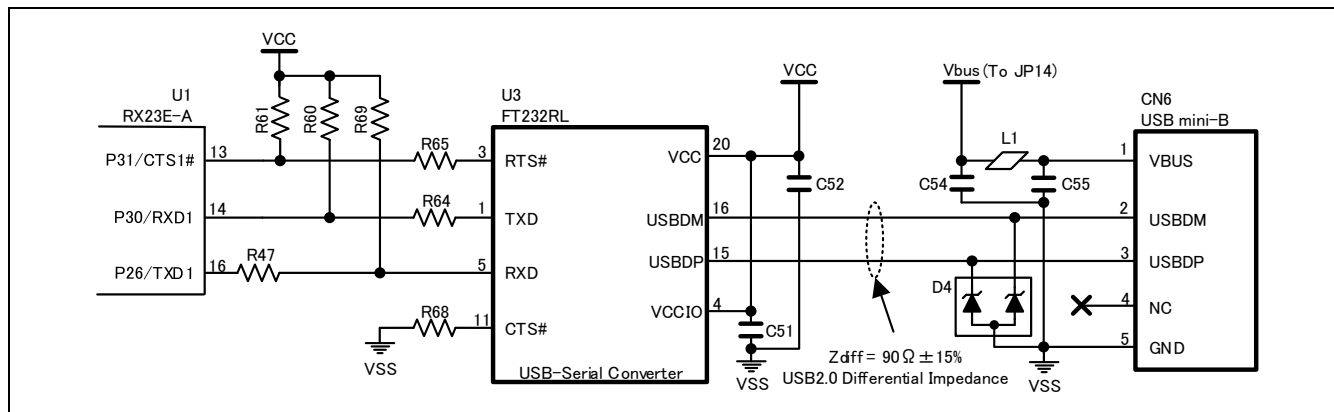 VCC
U1
RX23E-A
R61
R60
R69
P31/CTS1#
13
P30/RXD1
14
P26/TXD1
16
R47
R65
R64
R68
VSS
U3
FT232RL
3
RTS#
1
TXD
5
RXD
11
CTS#
VCC
20
USBDM
16
USBDP
15
VCCIO
4
USB-Serial Converter
VCC
C52
C51
VSS
Zdiff = 90Ω±15%
USB2.0 Differential Impedance
Vbus(To JP14)
L1
C54
C55
D4
VSS
CN6
USB mini-B
1
VBUS
2
USBDM
3
USBDP
4
NC
5
GND